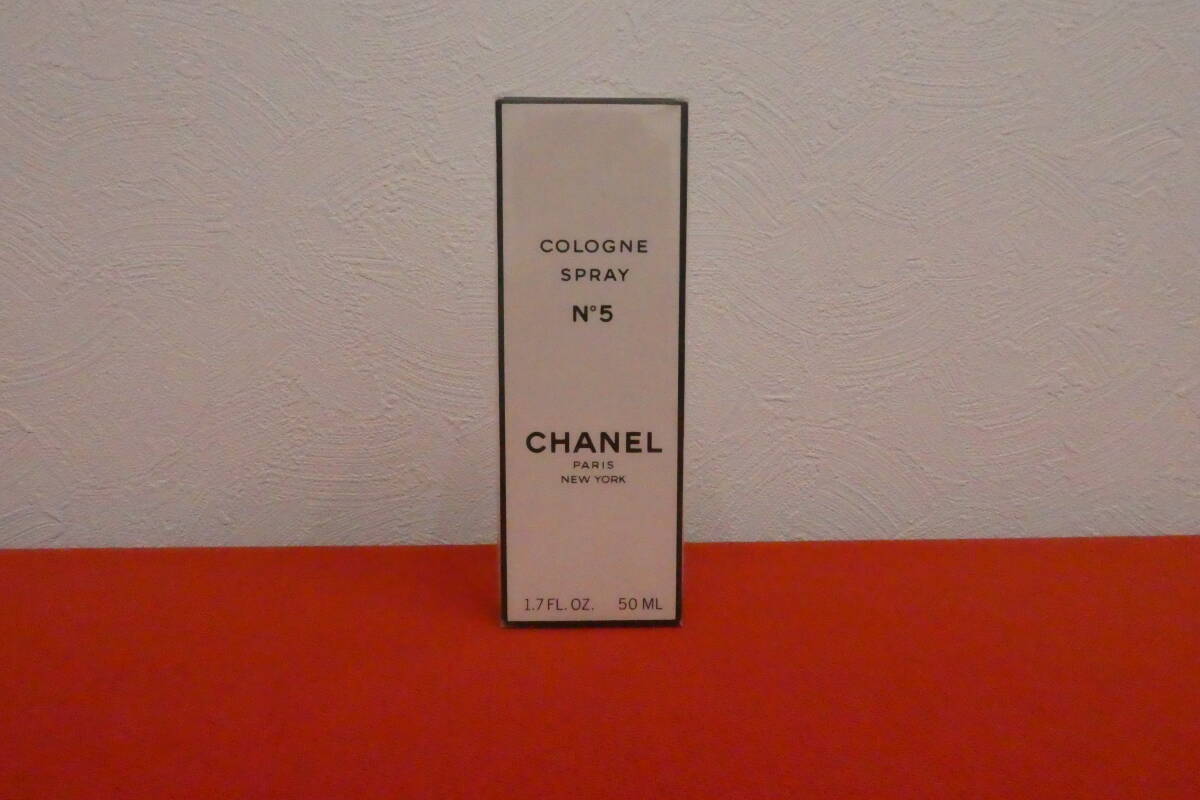 COLOGNE
SPRAY
N°5
CHANEL
PARIS
NEW YORK
1.7 FL. OZ. 50 ML